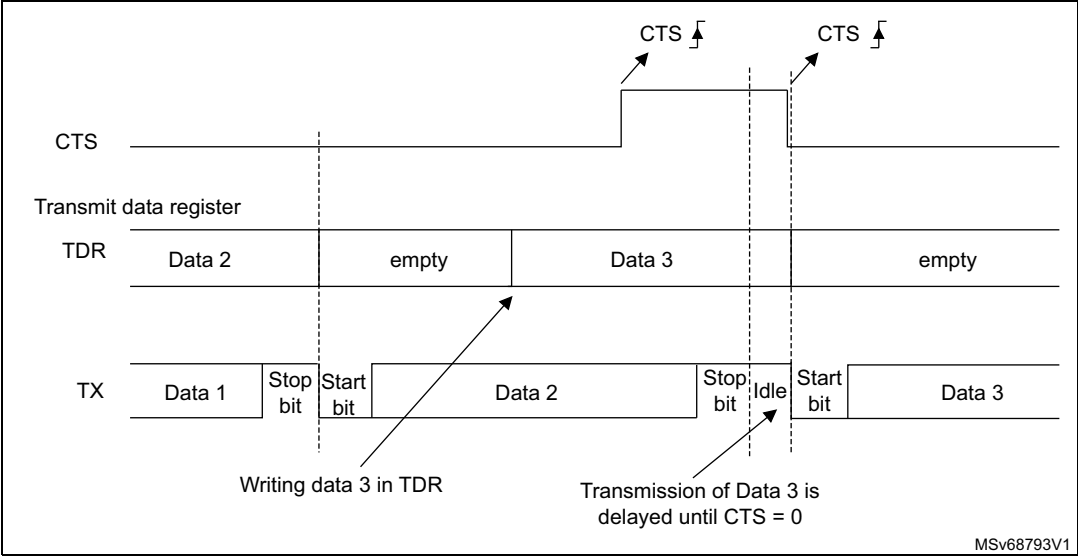 CTS
CTS
CTS
Transmit data register
TDR
Data 2
empty
Data 3
empty
TX
Data 1
Stop bit
Start bit
Data 2
Stop bit
Idle
Start bit
Data 3
Writing data 3 in TDR
Transmission of Data 3 is
delayed until CTS = 0
MSv68793V1